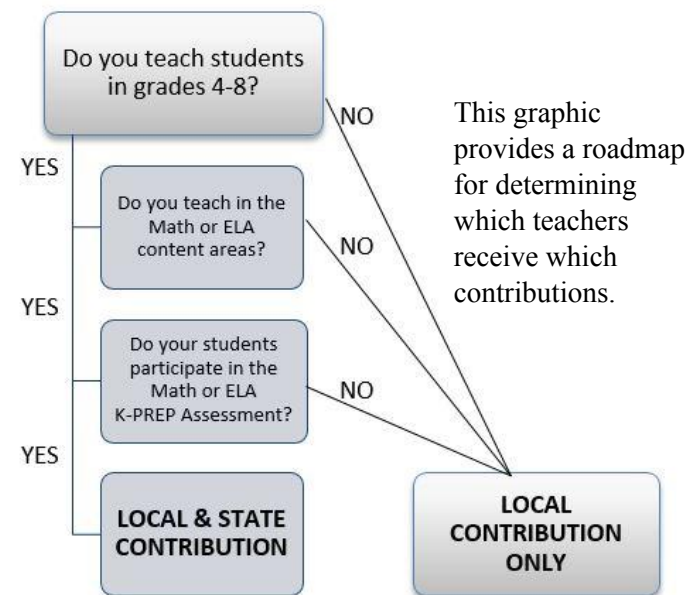 Do you teach students
in grades 4-8?
NO
This graphic
provides a roadmap
for determining
which teachers
receive which
contributions.
YES
Do you teach in the
Math or ELA
content areas?
NO
YES
Do your students
participate in the
Math or ELA
K-PREP Assessment?
NO
YES
LOCAL & STATE
CONTRIBUTION
LOCAL
CONTRIBUTION
ONLY